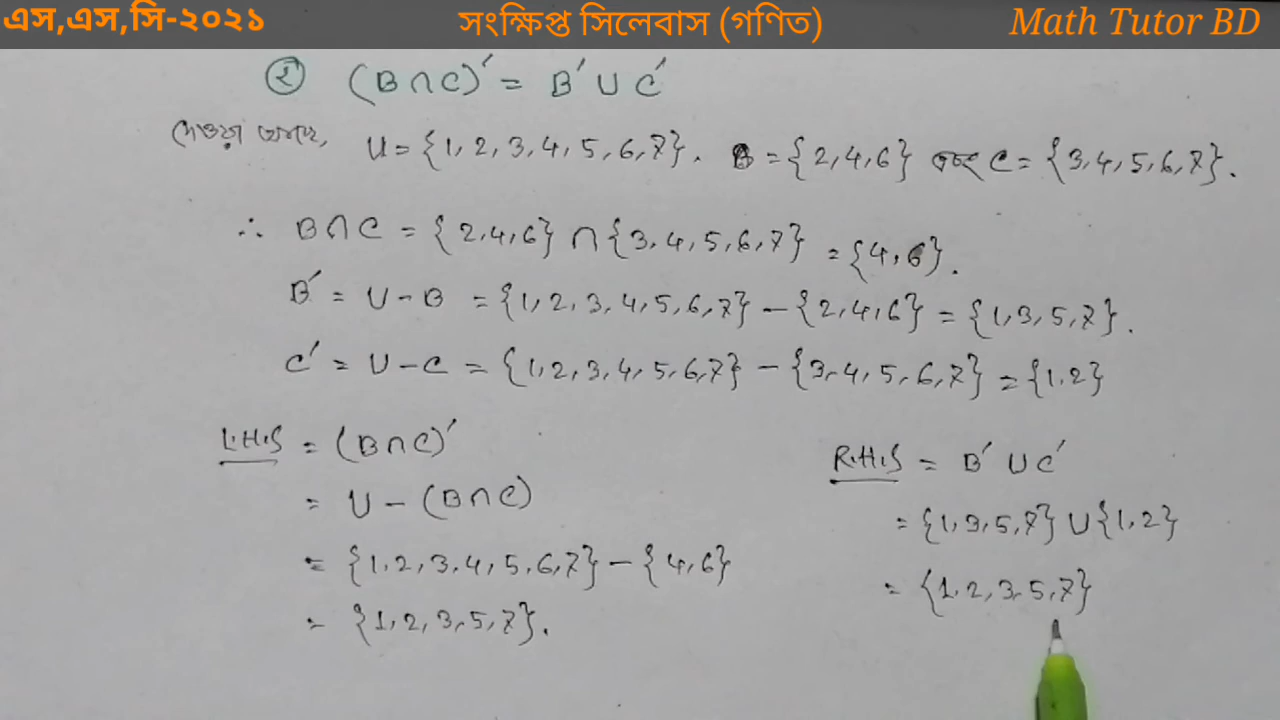 এস,এস,সি-২০২১ সংক্ষিপ্ত সিলেবাস (গণিত) Math Tutor BD
২ (B∩C)′ = B′ ∪ C′
দেওয়া আছে, U = {1, 2, 3, 4, 5, 6, 7}. B = {2, 4, 6} এবং C = {3, 4, 5, 6, 7}.
∴ B∩C = {2, 4, 6} ∩ {3, 4, 5, 6, 7} = {4, 6}.
B′ = U - B = {1, 2, 3, 4, 5, 6, 7} - {2, 4, 6} = {1, 3, 5, 7}.
C′ = U - C = {1, 2, 3, 4, 5, 6, 7} - {3, 4, 5, 6, 7} = {1, 2}
L.H.S = (B∩C)′
= U - (B∩C)
= {1, 2, 3, 4, 5, 6, 7} - {4, 6}
= {1, 2, 3, 5, 7}.
R.H.S = B′ ∪ C′
= {1, 3, 5, 7} ∪ {1, 2}
= {1, 2, 3, 5, 7}